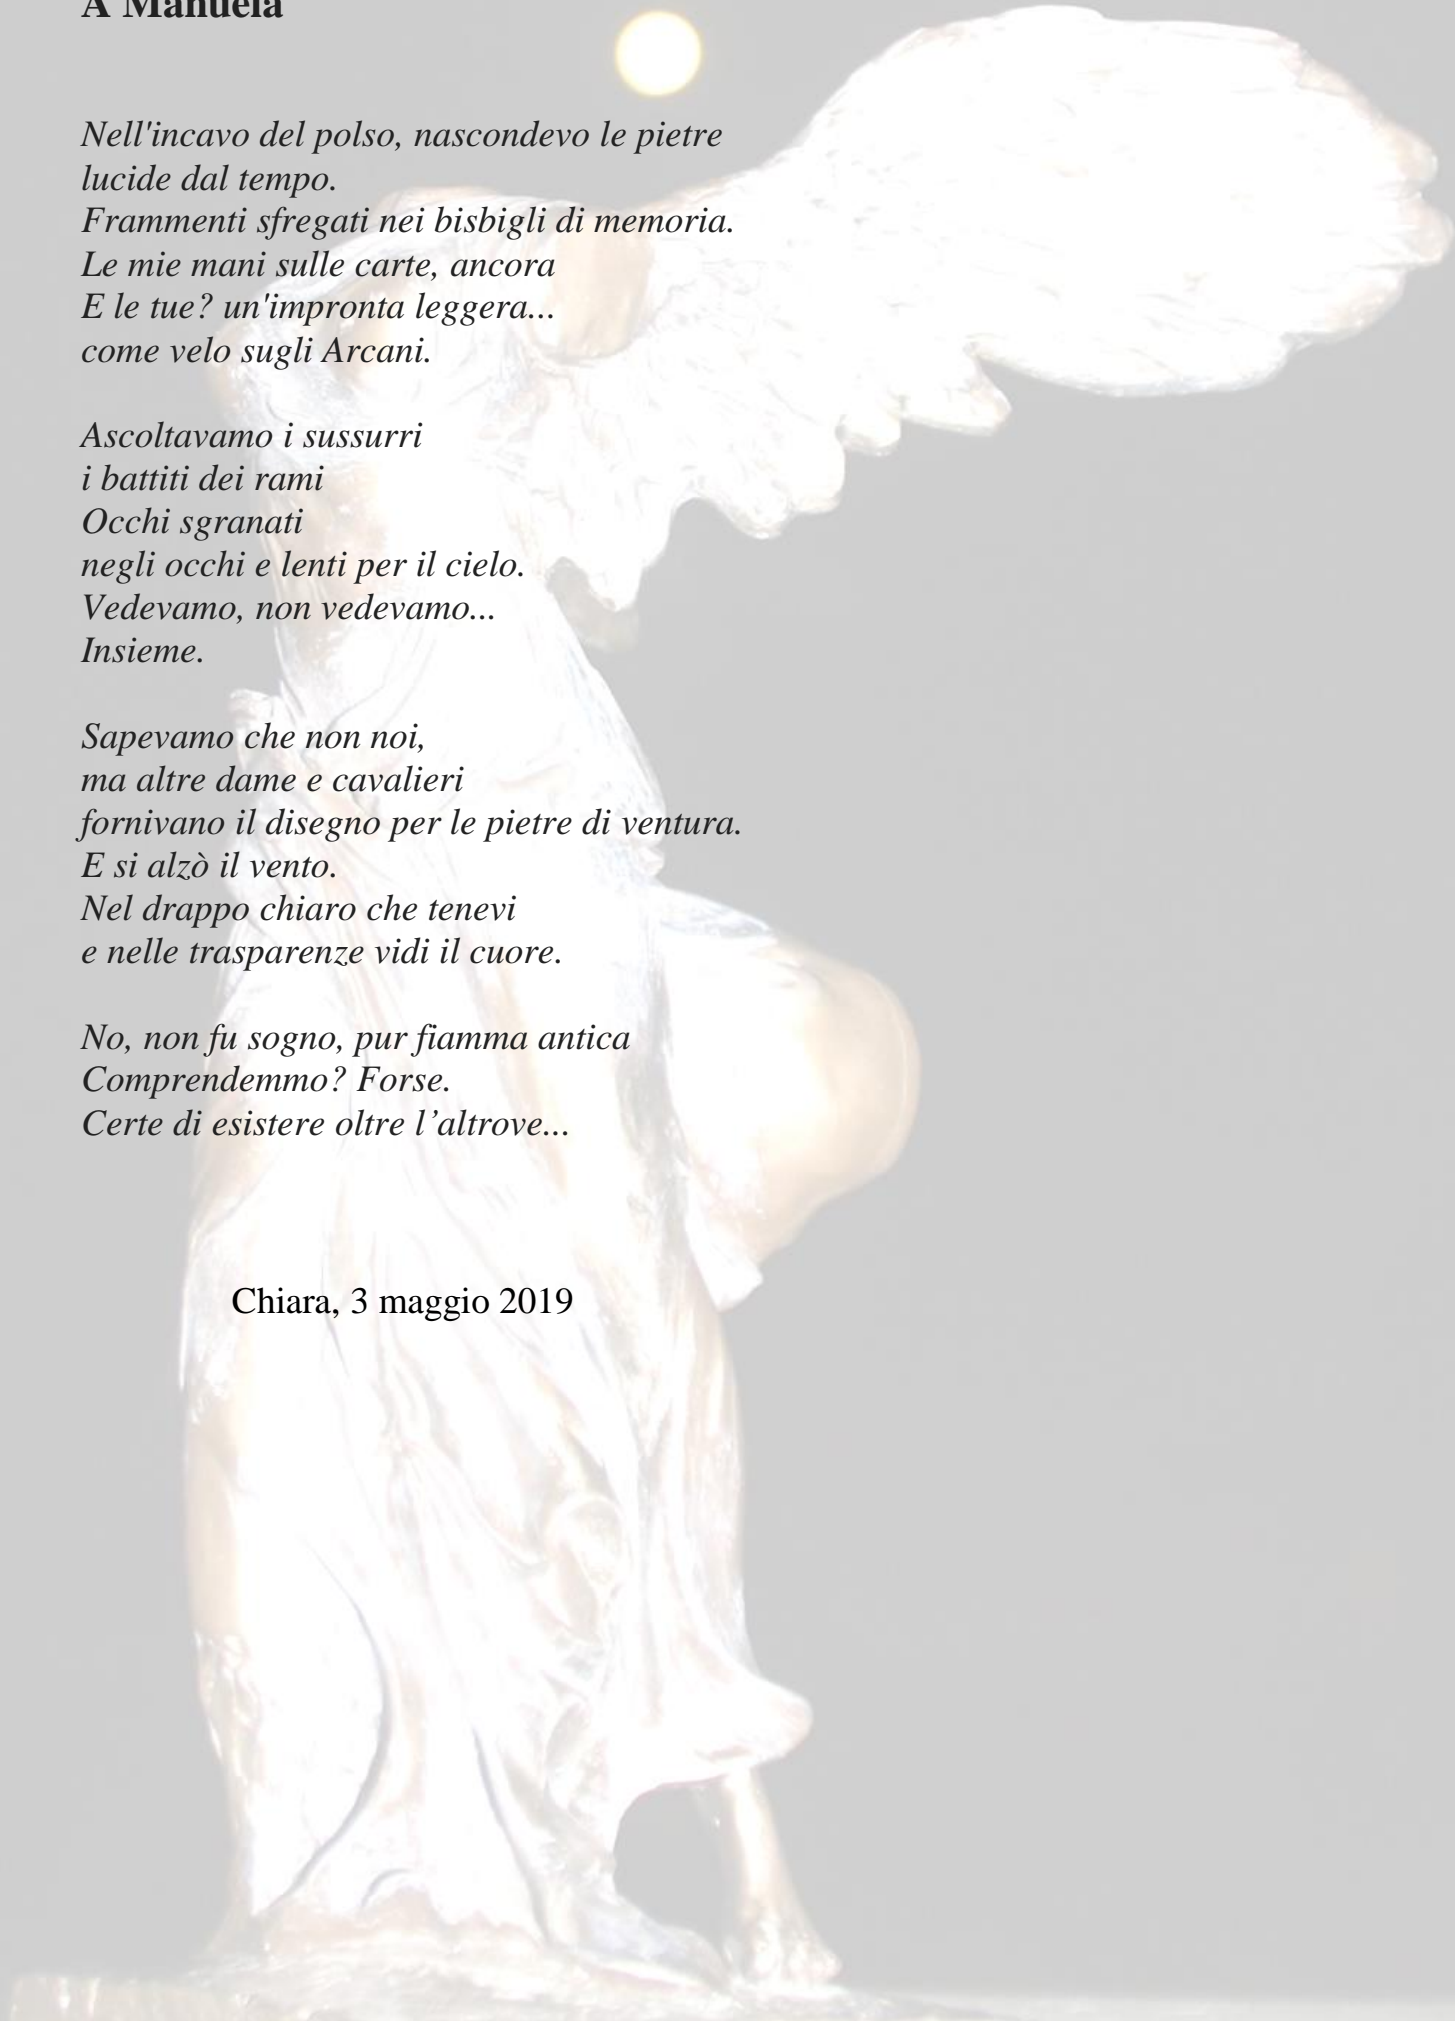 A Manuela
Nell'incavo del polso, nascondevo le pietre
lucide dal tempo.
Frammenti sfregati nei bisbigli di memoria.
Le mie mani sulle carte, ancora
E le tue? un'impronta leggera...
come velo sugli Arcani.
Ascoltavamo i sussurri
i battiti dei rami
Occhi sgranati
negli occhi e lenti per il cielo.
Vedevamo, non vedevamo...
Insieme.
Sapevamo che non noi,
ma altre dame e cavalieri
fornivano il disegno per le pietre di ventura.
E si alzò il vento.
Nel drappo chiaro che tenevi
e nelle trasparenze vidi il cuore.
No, non fu sogno, pur fiamma antica
Comprendemmo? Forse.
Certe di esistere oltre l’altrove...
Chiara, 3 maggio 2019